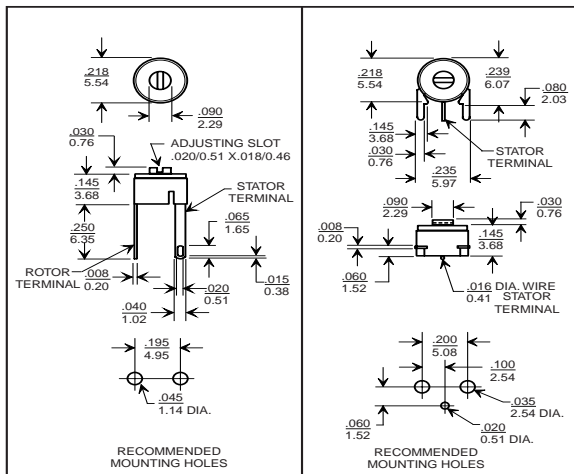 .218
5.54
.090
2.29
.030
0.76
ADJUSTING SLOT
.020/0.51 X.018/0.46
.145
3.68
STATOR
TERMINAL
.250
6.35
.065
1.65
ROTOR
TERMINAL
.008
0.20
.015
0.38
.020
0.51
.040
1.02
.195
4.95
.045
1.14 DIA.
RECOMMENDED
MOUNTING HOLES
.218
5.54
.239
6.07
.080
2.03
.145
3.68
STATOR
TERMINAL
.030
0.76
.235
5.97
.090
2.29
.030
0.76
.008
0.20
.145
3.68
.060
1.52
.016 DIA. WIRE
0.41 STATOR
TERMINAL
.200
5.08
.100
2.54
.035
2.54 DIA.
.060
1.52
.020
0.51 DIA.
RECOMMENDED
MOUNTING HOLES